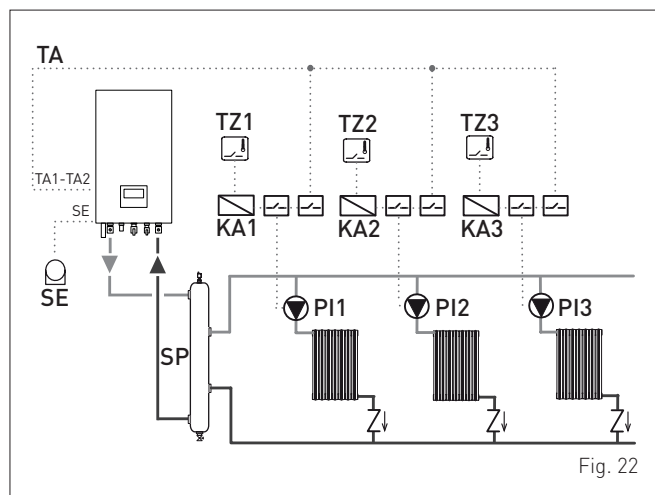 TA
TZ1
TZ2
TZ3
TA1-TA2
SE
KA1
KA2
KA3
SE
PI1
PI2
PI3
SP
Fig. 22